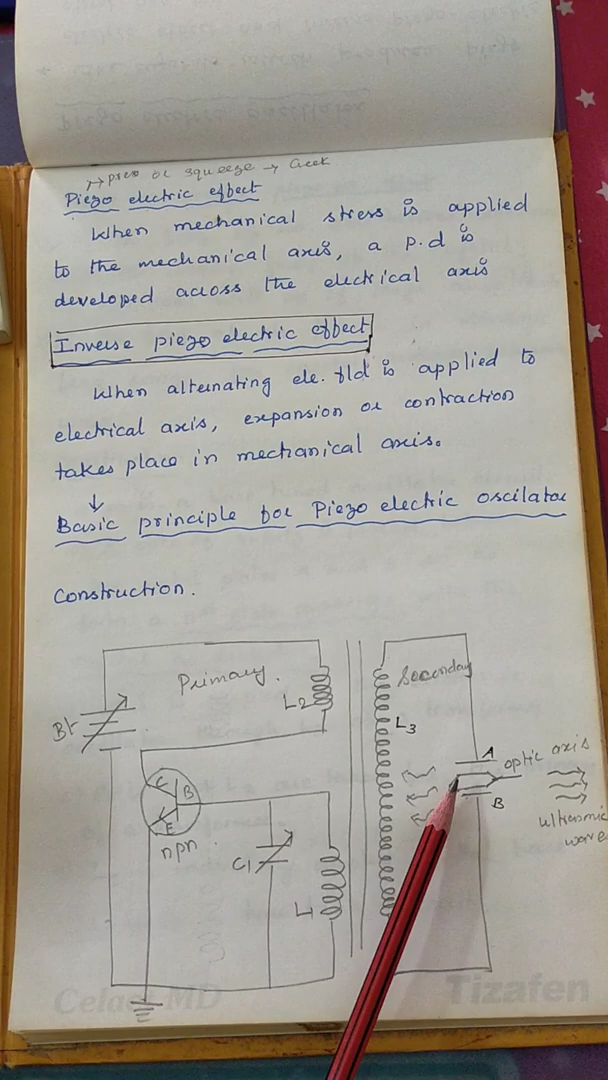 ↦ press or squeeze → Greek
Piezo electric effect
When mechanical stress is applied
to the mechanical axis, a p.d is
developed across the electrical axis
Inverse piezo electric effect
When alternating ele. fld is applied to
electrical axis, expansion or contraction
takes place in mechanical axis.
↓
Basic principle for Piezo electric oscilator
Construction.
Primary.
Secondary
L2
L3
Bt
A
optic axis
B
C
B
E
npn
C1
L
ultrasonic
wave
Tizafen